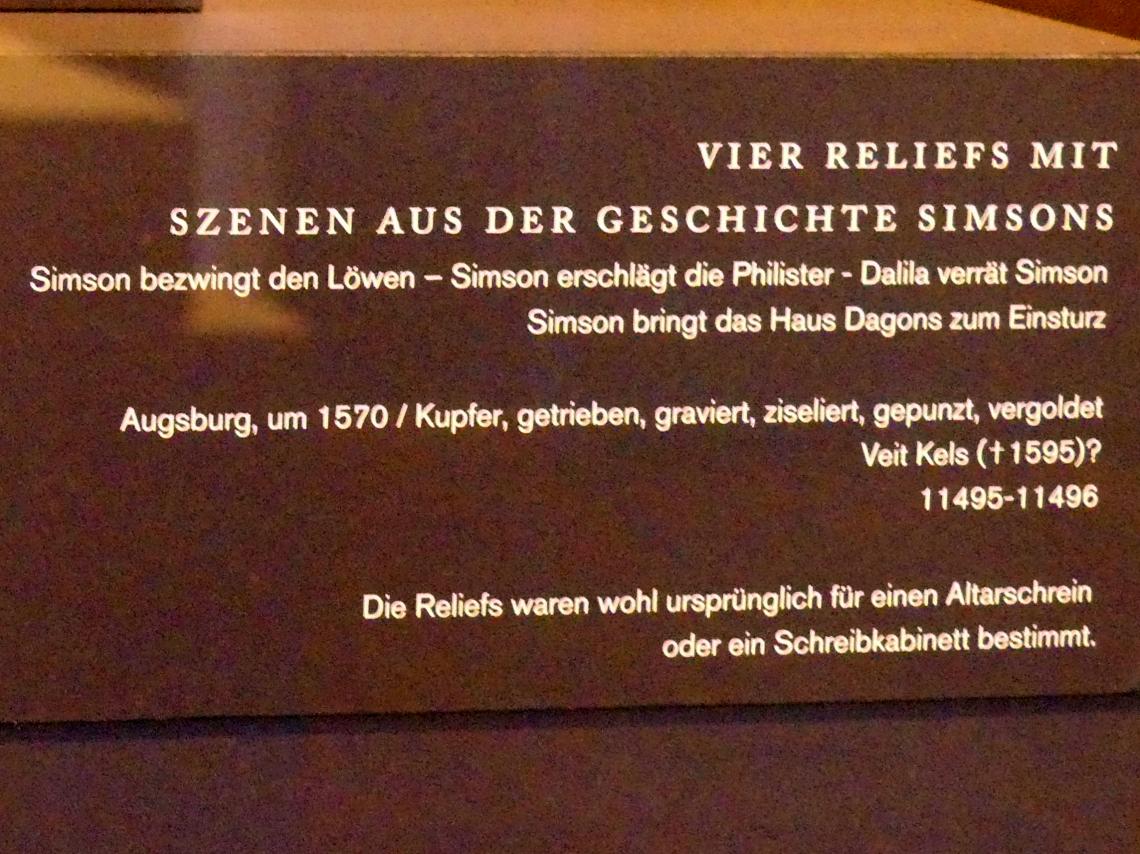 VIER RELIEFS MIT
SZENEN AUS DER GESCHICHTE SIMSONS
Simson bezwingt den Löwen – Simson erschlägt die Philister - Dalila verrät Simson
Simson bringt das Haus Dagons zum Einsturz
Augsburg, um 1570 / Kupfer, getrieben, graviert, ziseliert, gepunzt, vergoldet
Veit Kels († 1595)?
11495-11496
Die Reliefs waren wohl ursprünglich für einen Altarschrein
oder ein Schreibkabinett bestimmt.